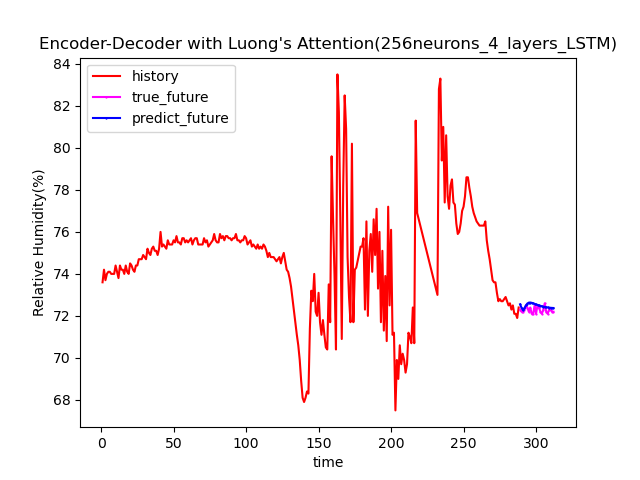 Encoder-Decoder with Luong's Attention(256neurons_4_layers_LSTM)
history
true_future
predict_future
Relative Humidity(%)
84
82
80
78
76
74
72
70
68
0 50 100 150 200 250 300
time